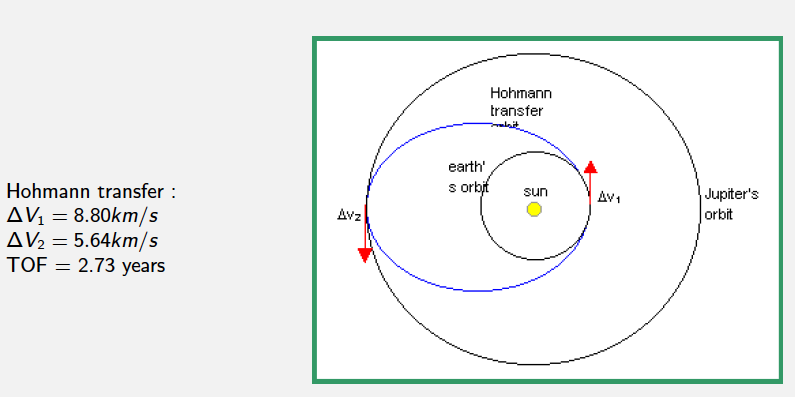 Hohmann transfer :
ΔV₁ = 8.80km/s
ΔV₂ = 5.64km/s
TOF = 2.73 years
Hohmann
transfer
orbit
earth'
s orbit
sun
Δv₁
Δv₂
Jupiter's
orbit